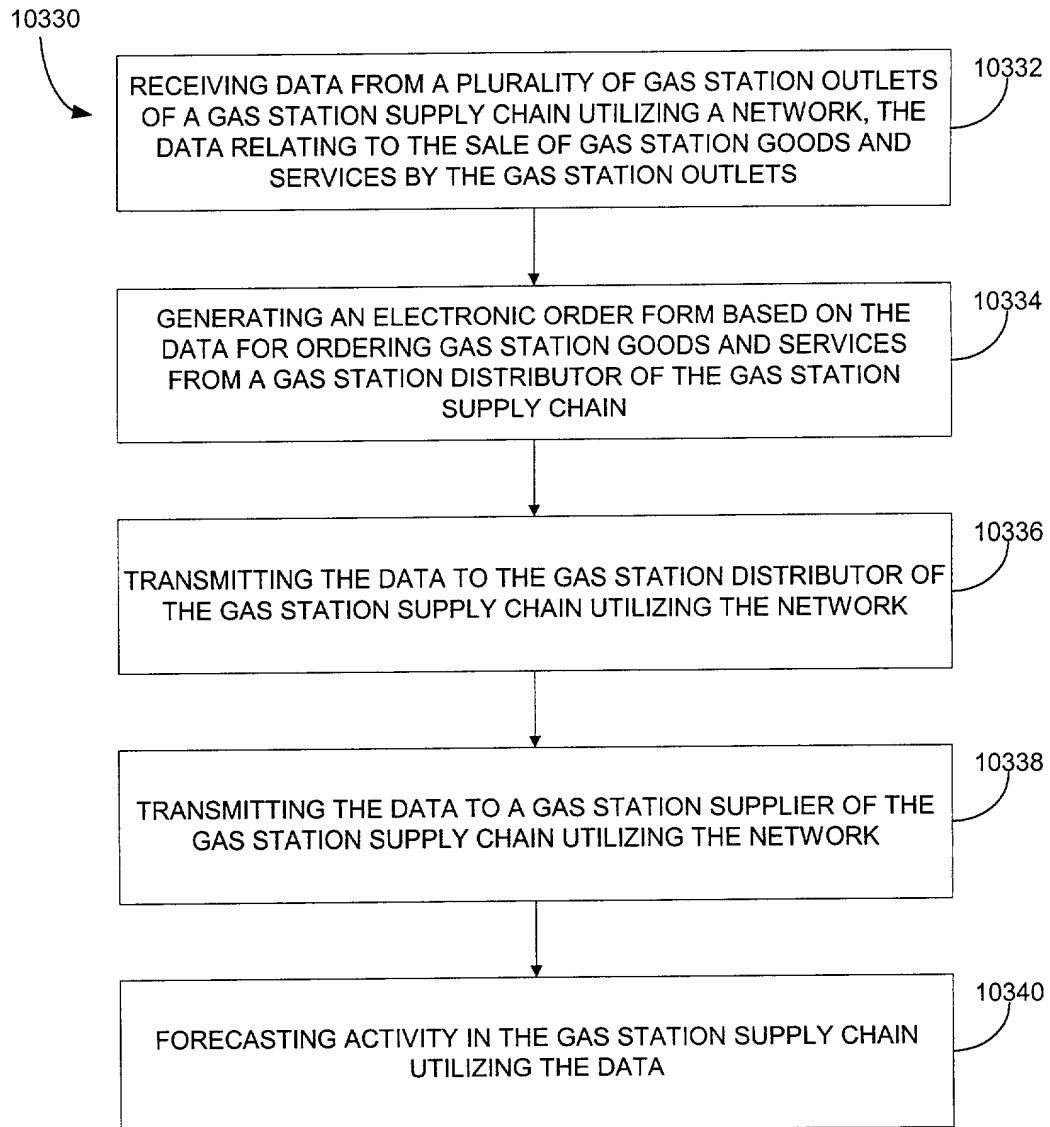 10330
RECEIVING DATA FROM A PLURALITY OF GAS STATION OUTLETS
OF A GAS STATION SUPPLY CHAIN UTILIZING A NETWORK, THE
DATA RELATING TO THE SALE OF GAS STATION GOODS AND
SERVICES BY THE GAS STATION OUTLETS
10332
GENERATING AN ELECTRONIC ORDER FORM BASED ON THE
DATA FOR ORDERING GAS STATION GOODS AND SERVICES
FROM A GAS STATION DISTRIBUTOR OF THE GAS STATION
SUPPLY CHAIN
10334
TRANSMITTING THE DATA TO THE GAS STATION DISTRIBUTOR OF
THE GAS STATION SUPPLY CHAIN UTILIZING THE NETWORK
10336
TRANSMITTING THE DATA TO A GAS STATION SUPPLIER OF THE
GAS STATION SUPPLY CHAIN UTILIZING THE NETWORK
10338
FORECASTING ACTIVITY IN THE GAS STATION SUPPLY CHAIN
UTILIZING THE DATA
10340